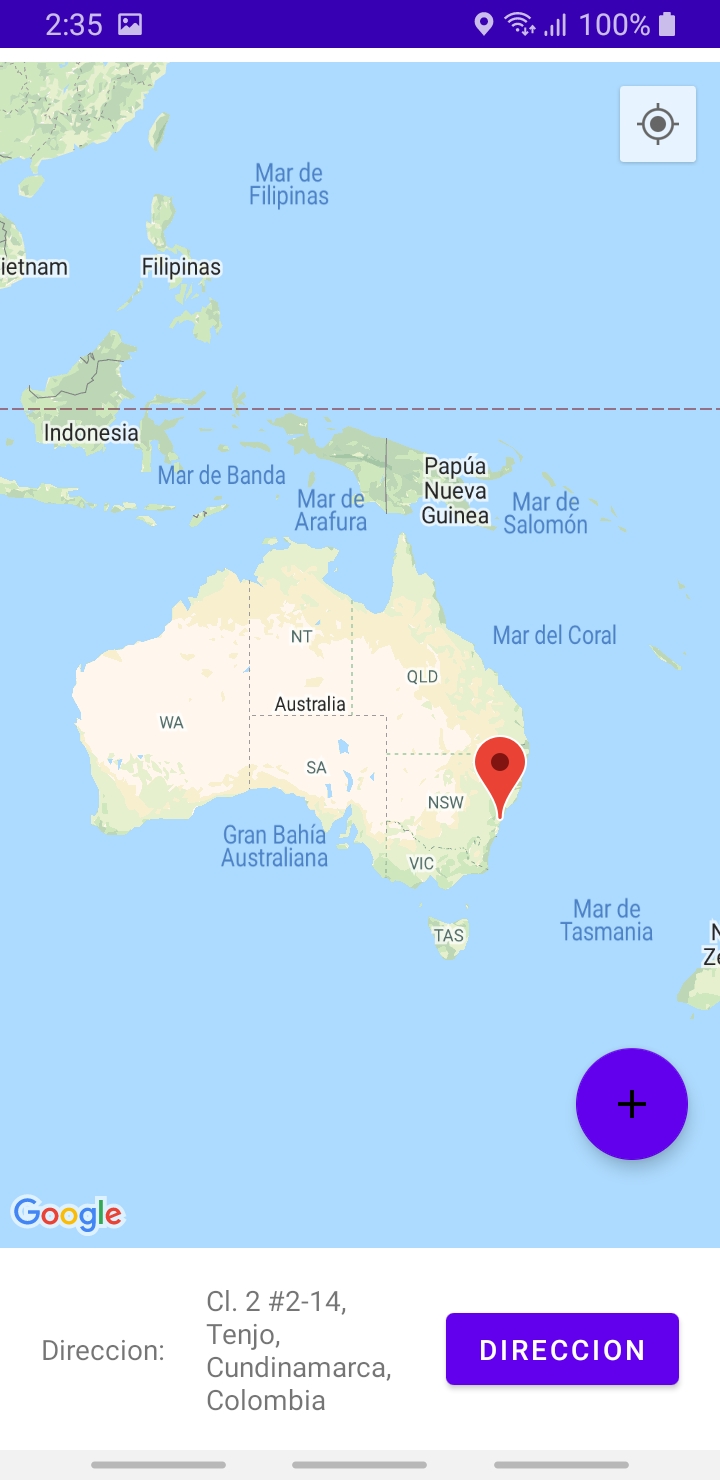 2:35
100%
Mar de
Filipinas
ietnam
Filipinas
Indonesia
Mar de Banda
Papúa
Nueva
Guinea
Mar de
Arafura
Mar de
Salomón
NT
Mar del Coral
QLD
Australia
WA
SA
NSW
Gran Bahía
Australiana
VIC
Mar de
Tasmania
TAS
N
Ze
Google
Direccion:
Cl. 2 #2-14,
Tenjo,
Cundinamarca,
Colombia
DIRECCION